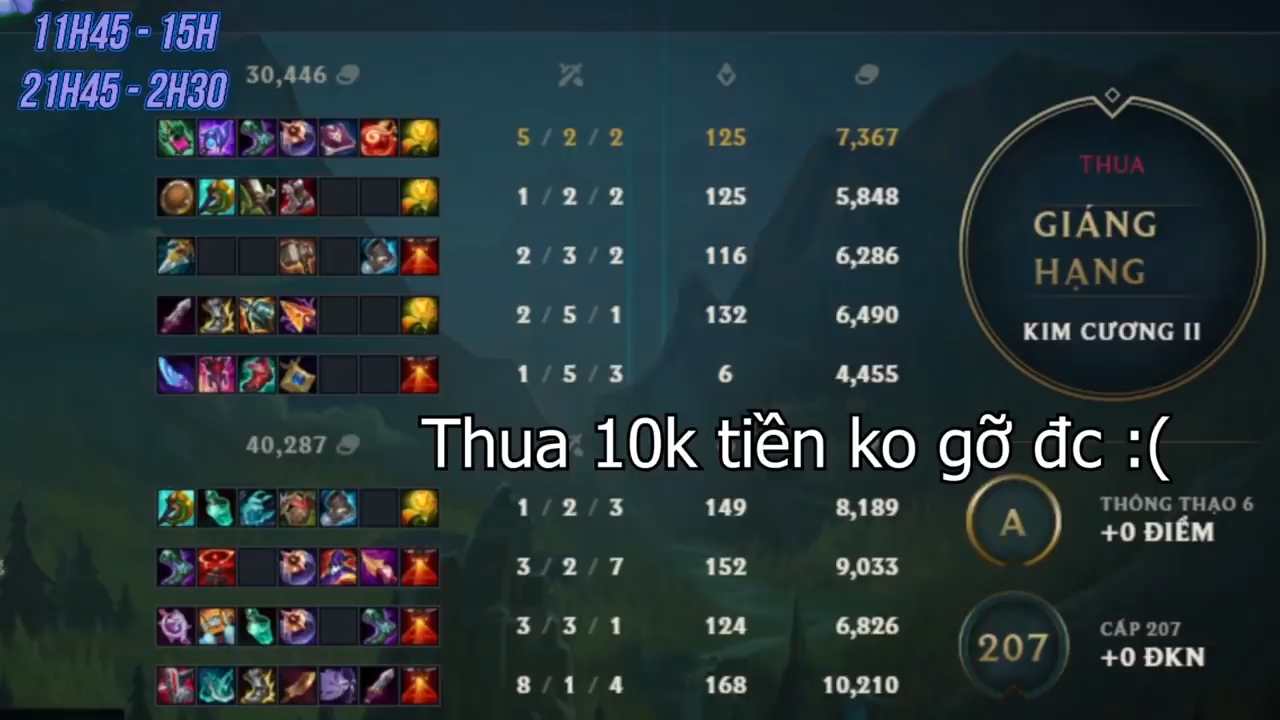 11H45 - 15H
21H45 - 2H30
30,446
5 / 2 / 2 125 7,367
1 / 2 / 2 125 5,848
2 / 3 / 2 116 6,286
2 / 5 / 1 132 6,490
1 / 5 / 3 6 4,455
THUA
GIÁNG
HẠNG
KIM CƯƠNG II
Thua 10k tiền ko gỡ đc :(
40,287
1 / 2 / 3 149 8,189
3 / 2 / 7 152 9,033
3 / 3 / 1 124 6,826
8 / 1 / 4 168 10,210
A
THÔNG THẠO 6
+0 ĐIỂM
207
CẤP 207
+0 ĐKN